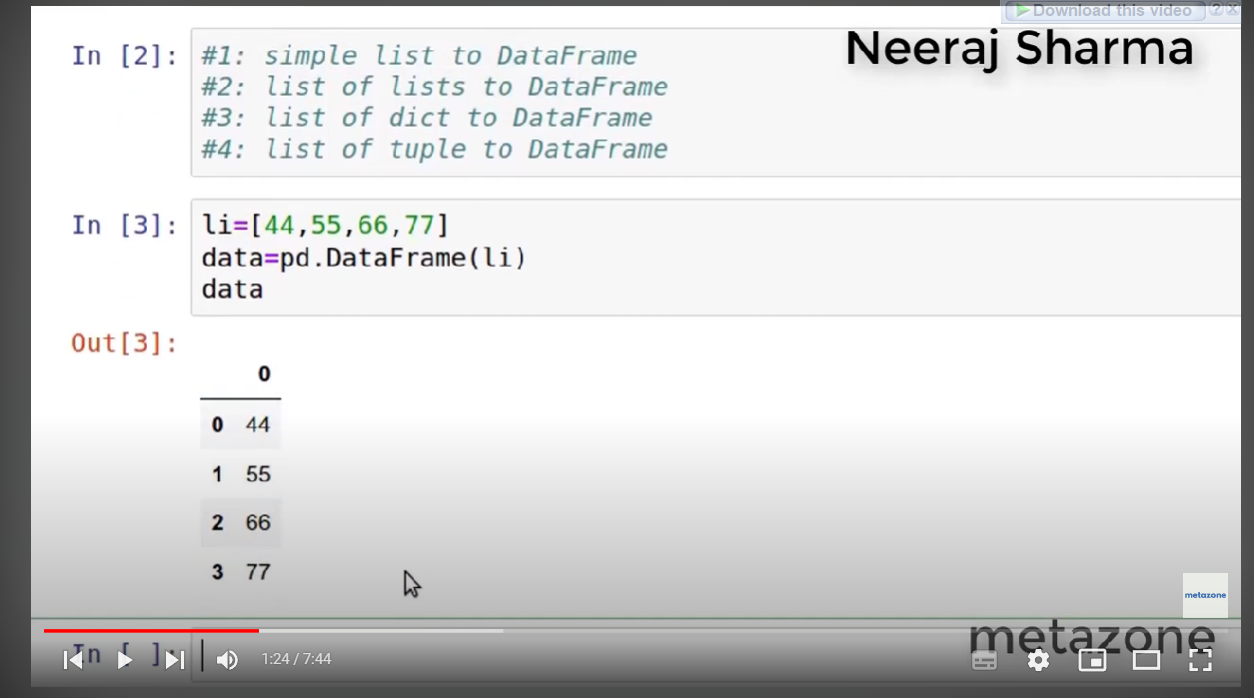 Download this video
Neeraj Sharma
In [2]:
#1: simple list to DataFrame
#2: list of lists to DataFrame
#3: list of dict to DataFrame
#4: list of tuple to DataFrame
In [3]:
li=[44,55,66,77]
data=pd.DataFrame(li)
data
Out[3]:
0
0 44
1 55
2 66
3 77
metazone
metazone
In [ ]:
1:24 / 7:44